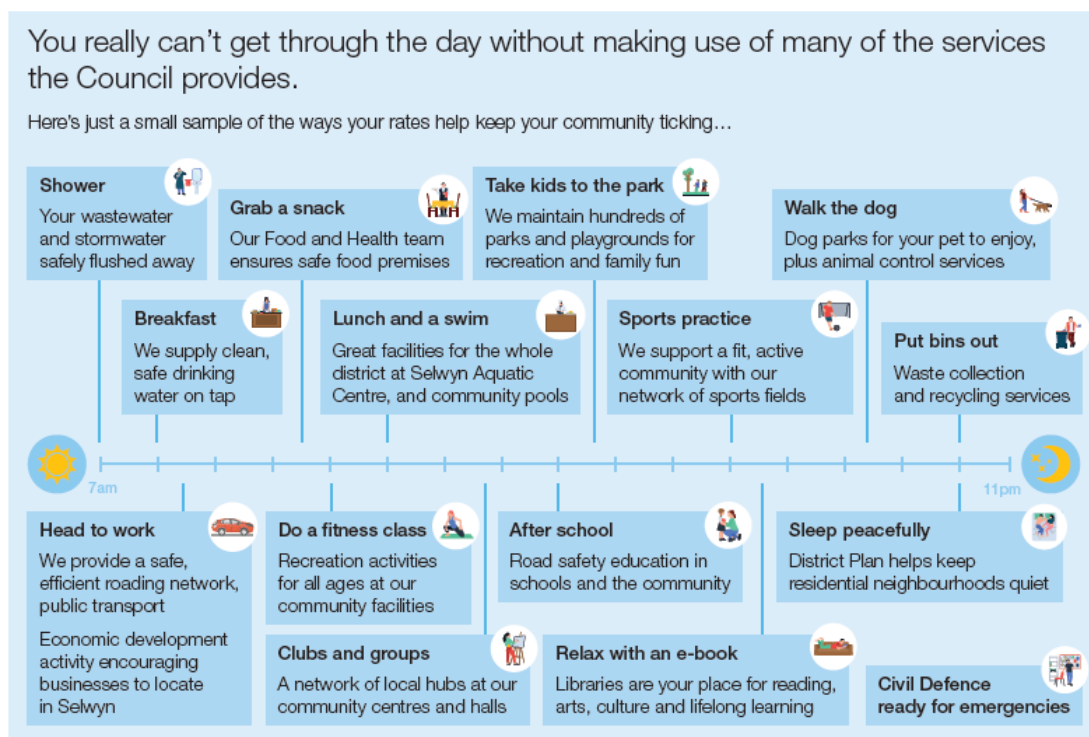 You really can't get through the day without making use of many of the services
the Council provides.
Here's just a small sample of the ways your rates help keep your community ticking…
Shower
Your wastewater
and stormwater
safely flushed away
Grab a snack
Our Food and Health team
ensures safe food premises
Take kids to the park
We maintain hundreds of
parks and playgrounds for
recreation and family fun
Walk the dog
Dog parks for your pet to enjoy,
plus animal control services
Breakfast
We supply clean,
safe drinking
water on tap
Lunch and a swim
Great facilities for the whole
district at Selwyn Aquatic
Centre, and community pools
Sports practice
We support a fit, active
community with our
network of sports fields
Put bins out
Waste collection
and recycling services
7am
11pm
Head to work
We provide a safe,
efficient roading network,
public transport
Economic development
activity encouraging
businesses to locate
in Selwyn
Do a fitness class
Recreation activities
for all ages at our
community facilities
After school
Road safety education in
schools and the community
Sleep peacefully
District Plan helps keep
residential neighbourhoods quiet
Clubs and groups
A network of local hubs at our
community centres and halls
Relax with an e-book
Libraries are your place for reading,
arts, culture and lifelong learning
Civil Defence
ready for emergencies